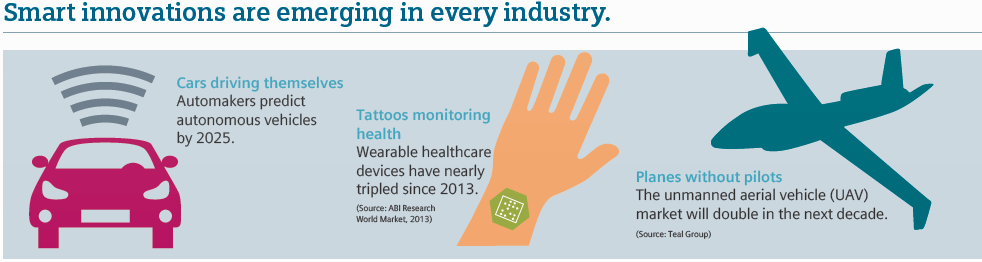 Smart innovations are emerging in every industry.
Cars driving themselves
Automakers predict
autonomous vehicles
by 2025.
Tattoos monitoring
health
Wearable healthcare
devices have nearly
tripled since 2013.
(Source: ABI Research
World Market, 2013)
Planes without pilots
The unmanned aerial vehicle (UAV)
market will double in the next decade.
(Source: Teal Group)